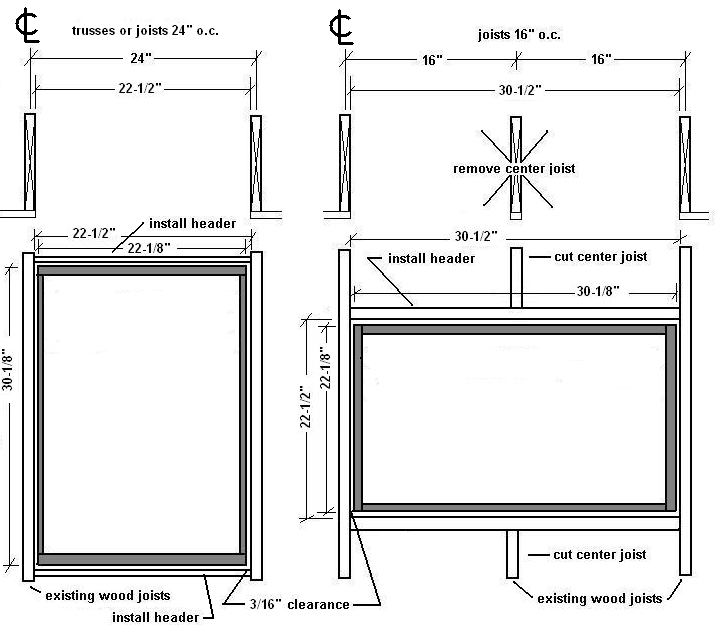 CL
trusses or joists 24" o.c.
24"
22-1/2"
CL
joists 16" o.c.
16"
16"
30-1/2"
remove center joist
install header
22-1/2"
22-1/8"
30-1/8"
existing wood joists
install header
3/16" clearance
30-1/2"
install header
cut center joist
30-1/8"
22-1/2"
22-1/8"
cut center joist
existing wood joists